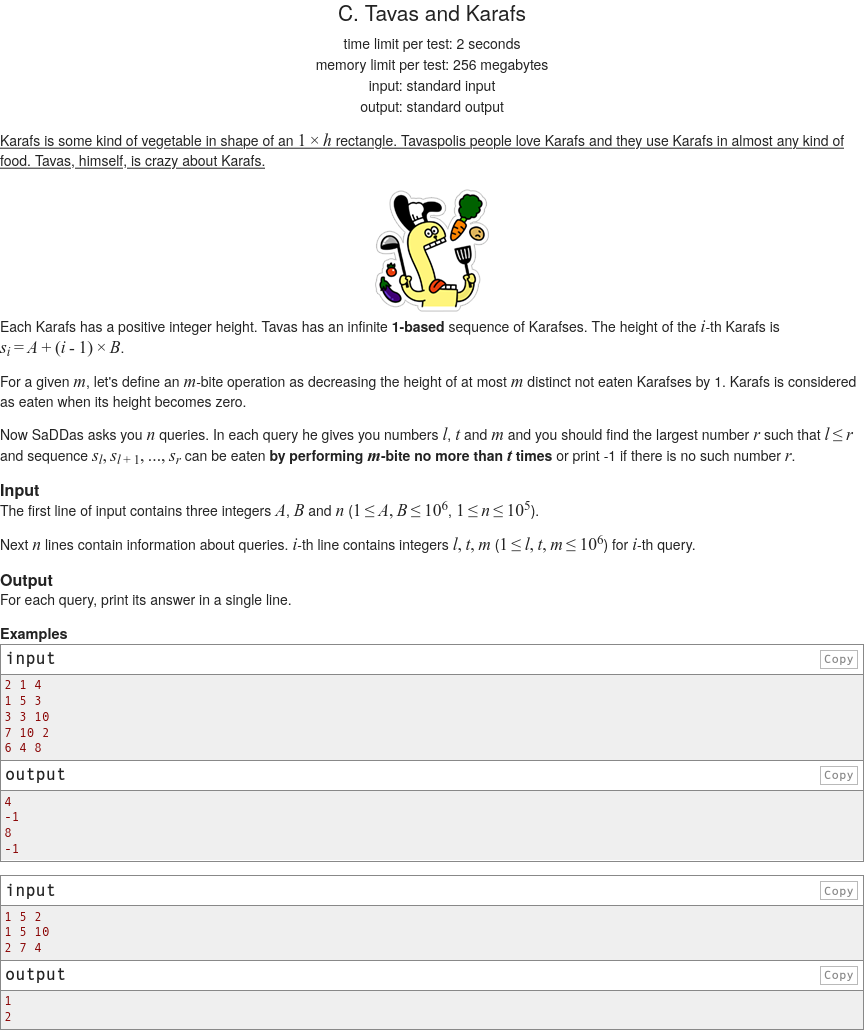 C. Tavas and Karafs
time limit per test: 2 seconds
memory limit per test: 256 megabytes
input: standard input
output: standard output
Karafs is some kind of vegetable in shape of an 1 × h rectangle. Tavaspolis people love Karafs and they use Karafs in almost any kind of
food. Tavas, himself, is crazy about Karafs.
Each Karafs has a positive integer height. Tavas has an infinite 1-based sequence of Karafses. The height of the i-th Karafs is
s_i = A + (i - 1) × B.
For a given m, let's define an m-bite operation as decreasing the height of at most m distinct not eaten Karafses by 1. Karafs is considered
as eaten when its height becomes zero.
Now SaDDas asks you n queries. In each query he gives you numbers l, t and m and you should find the largest number r such that l ≤ r
and sequence s_l, s_{l + 1}, ..., s_r can be eaten by performing m-bite no more than t times or print -1 if there is no such number r.
Input
The first line of input contains three integers A, B and n (1 ≤ A, B ≤ 10^6, 1 ≤ n ≤ 10^5).
Next n lines contain information about queries. i-th line contains integers l, t, m (1 ≤ l, t, m ≤ 10^6) for i-th query.
Output
For each query, print its answer in a single line.
Examples
input Copy
2 1 4
1 5 3
3 3 10
7 10 2
6 4 8
output Copy
4
-1
8
-1
input Copy
1 5 2
1 5 10
2 7 4
output Copy
1
2